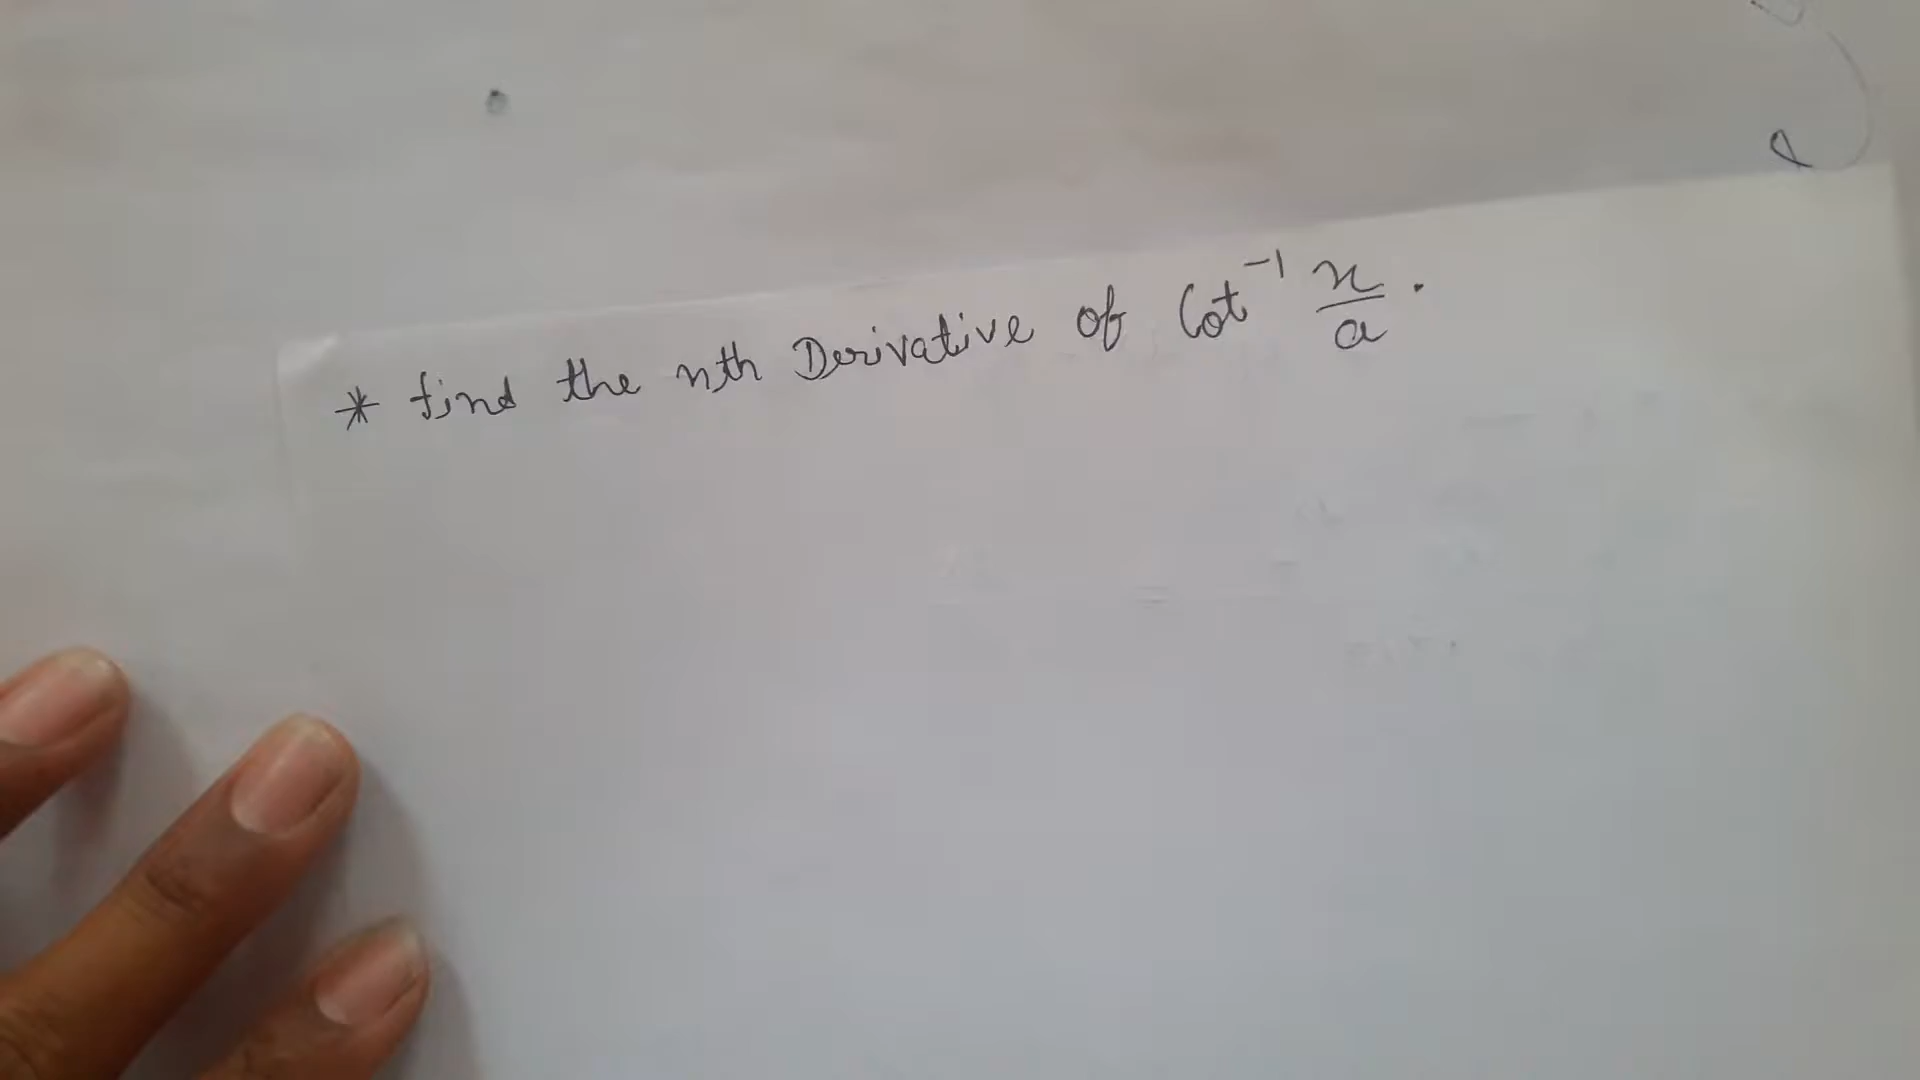 * find the nth Derivative of Cot⁻¹ x/a.